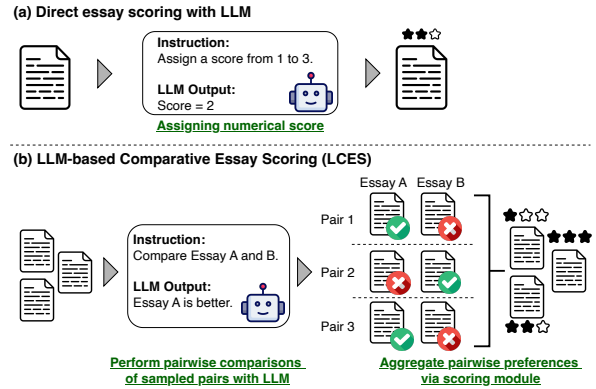 (a) Direct essay scoring with LLM
Instruction:
Assign a score from 1 to 3.
LLM Output:
Score = 2
Assigning numerical score
(b) LLM-based Comparative Essay Scoring (LCES)
Essay A Essay B
Pair 1
Instruction:
Compare Essay A and B.
Pair 2
LLM Output:
Essay A is better.
Pair 3
Perform pairwise comparisons
of sampled pairs with LLM
Aggregate pairwise preferences
via scoring module